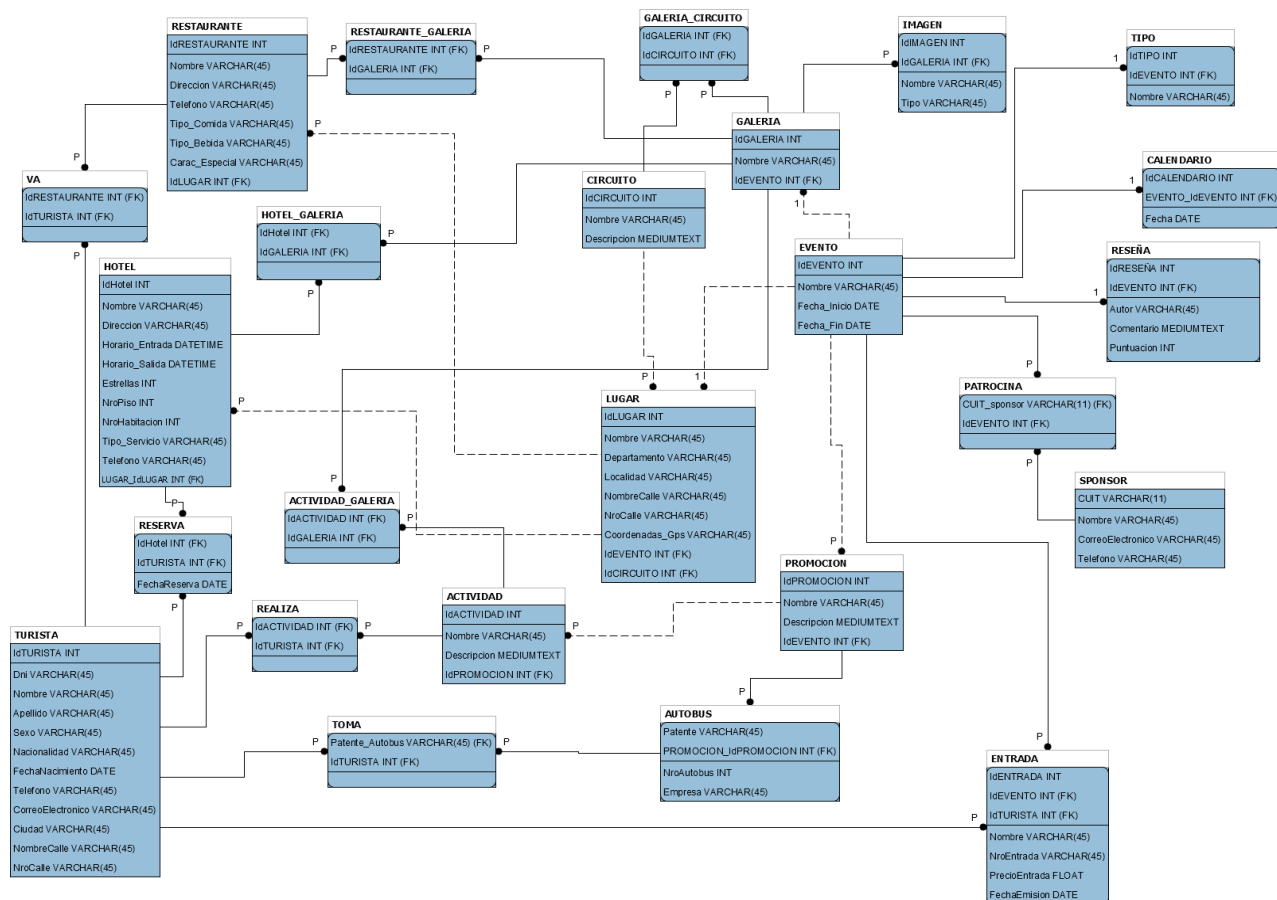 RESTAURANTE
IdRESTAURANTE INT
Nombre VARCHAR(45)
Direccion VARCHAR(45)
Telefono VARCHAR(45)
Tipo_Comida VARCHAR(45)
Tipo_Bebida VARCHAR(45)
Carac_Especial VARCHAR(45)
IdLUGAR INT (FK)
P
RESTAURANTE_GALERIA
IdRESTAURANTE INT (FK)
IdGALERIA INT (FK)
P
P
GALERIA_CIRCUITO
IdGALERIA INT (FK)
IdCIRCUITO INT (FK)
P
P
IMAGEN
IdIMAGEN INT
IdGALERIA INT (FK)
Nombre VARCHAR(45)
Tipo VARCHAR(45)
P
TIPO
IdTIPO INT
IdEVENTO INT (FK)
Nombre VARCHAR(45)
1
GALERIA
IdGALERIA INT
Nombre VARCHAR(45)
IdEVENTO INT (FK)
1
VA
IdRESTAURANTE INT (FK)
IdTURISTA INT (FK)
P
P
CIRCUITO
IdCIRCUITO INT
Nombre VARCHAR(45)
Descripcion MEDIUMTEXT
CALENDARIO
IdCALENDARIO INT
EVENTO_IdEVENTO INT (FK)
Fecha DATE
1
HOTEL_GALERIA
IdHotel INT (FK)
IdGALERIA INT (FK)
P
P
EVENTO
IdEVENTO INT
Nombre VARCHAR(45)
Fecha_Inicio DATE
Fecha_Fin DATE
RESEÑA
IdRESEÑA INT
IdEVENTO INT (FK)
Autor VARCHAR(45)
Comentario MEDIUMTEXT
Puntuacion INT
1
HOTEL
IdHotel INT
Nombre VARCHAR(45)
Direccion VARCHAR(45)
Horario_Entrada DATETIME
Horario_Salida DATETIME
Estrellas INT
NroPiso INT
NroHabitacion INT
Tipo_Servicio VARCHAR(45)
Telefono VARCHAR(45)
LUGAR_IdLUGAR INT (FK)
P
LUGAR
IdLUGAR INT
Nombre VARCHAR(45)
Departamento VARCHAR(45)
Localidad VARCHAR(45)
NombreCalle VARCHAR(45)
NroCalle VARCHAR(45)
Coordenadas_Gps VARCHAR(45)
IdEVENTO INT (FK)
IdCIRCUITO INT (FK)
P
1
PATROCINA
CUIT_sponsor VARCHAR(11) (FK)
IdEVENTO INT (FK)
P
P
SPONSOR
CUIT VARCHAR(11)
Nombre VARCHAR(45)
CorreoElectronico VARCHAR(45)
Telefono VARCHAR(45)
ACTIVIDAD_GALERIA
IdACTIVIDAD INT (FK)
IdGALERIA INT (FK)
P
P
RESERVA
IdHotel INT (FK)
IdTURISTA INT (FK)
FechaReserva DATE
P
P
PROMOCION
IdPROMOCION INT
Nombre VARCHAR(45)
Descripcion MEDIUMTEXT
IdEVENTO INT (FK)
P
ACTIVIDAD
IdACTIVIDAD INT
Nombre VARCHAR(45)
Descripcion MEDIUMTEXT
IdPROMOCION INT (FK)
P
REALIZA
IdACTIVIDAD INT (FK)
IdTURISTA INT (FK)
P
P
TURISTA
IdTURISTA INT
Dni VARCHAR(45)
Nombre VARCHAR(45)
Apellido VARCHAR(45)
Sexo VARCHAR(45)
Nacionalidad VARCHAR(45)
FechaNacimiento DATE
Telefono VARCHAR(45)
CorreoElectronico VARCHAR(45)
Ciudad VARCHAR(45)
NombreCalle VARCHAR(45)
NroCalle VARCHAR(45)
TOMA
Patente_Autobus VARCHAR(45) (FK)
IdTURISTA INT (FK)
P
P
AUTOBUS
Patente VARCHAR(45)
PROMOCION_IdPROMOCION INT (FK)
NroAutobus INT
Empresa VARCHAR(45)
P
ENTRADA
IdENTRADA INT
IdEVENTO INT (FK)
IdTURISTA INT (FK)
Nombre VARCHAR(45)
NroEntrada VARCHAR(45)
PrecioEntrada FLOAT
FechaEmision DATE
P
P